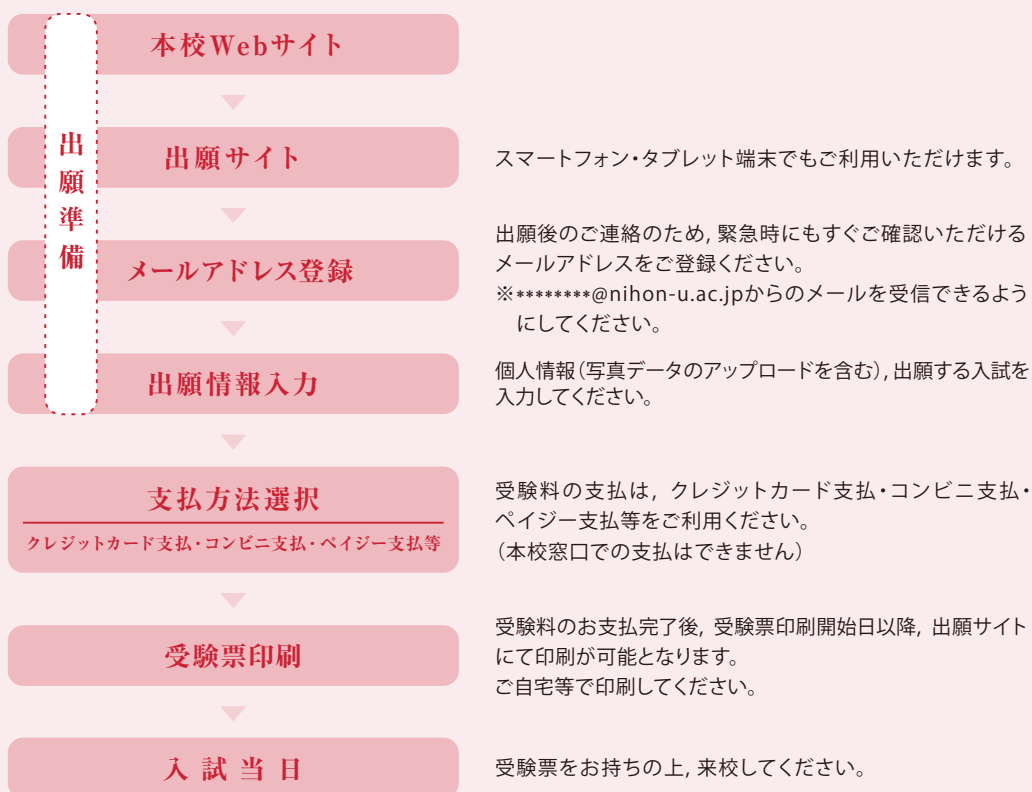 出願準備
本校Webサイト
出願サイト
スマートフォン・タブレット端末でもご利用いただけます。
メールアドレス登録
出願後のご連絡のため, 緊急時にもすぐご確認いただける
メールアドレスをご登録ください。
※********@nihon-u.ac.jpからのメールを受信できるよう
にしてください。
出願情報入力
個人情報(写真データのアップロードを含む), 出願する入試を
入力してください。
支払方法選択
クレジットカード支払・コンビニ支払・ペイジー支払等
受験料の支払は, クレジットカード支払・コンビニ支払・
ペイジー支払等をご利用ください。
(本校窓口での支払はできません)
受験票印刷
受験料のお支払完了後, 受験票印刷開始日以降, 出願サイト
にて印刷が可能となります。
ご自宅等で印刷してください。
入試当日
受験票をお持ちの上, 来校してください。